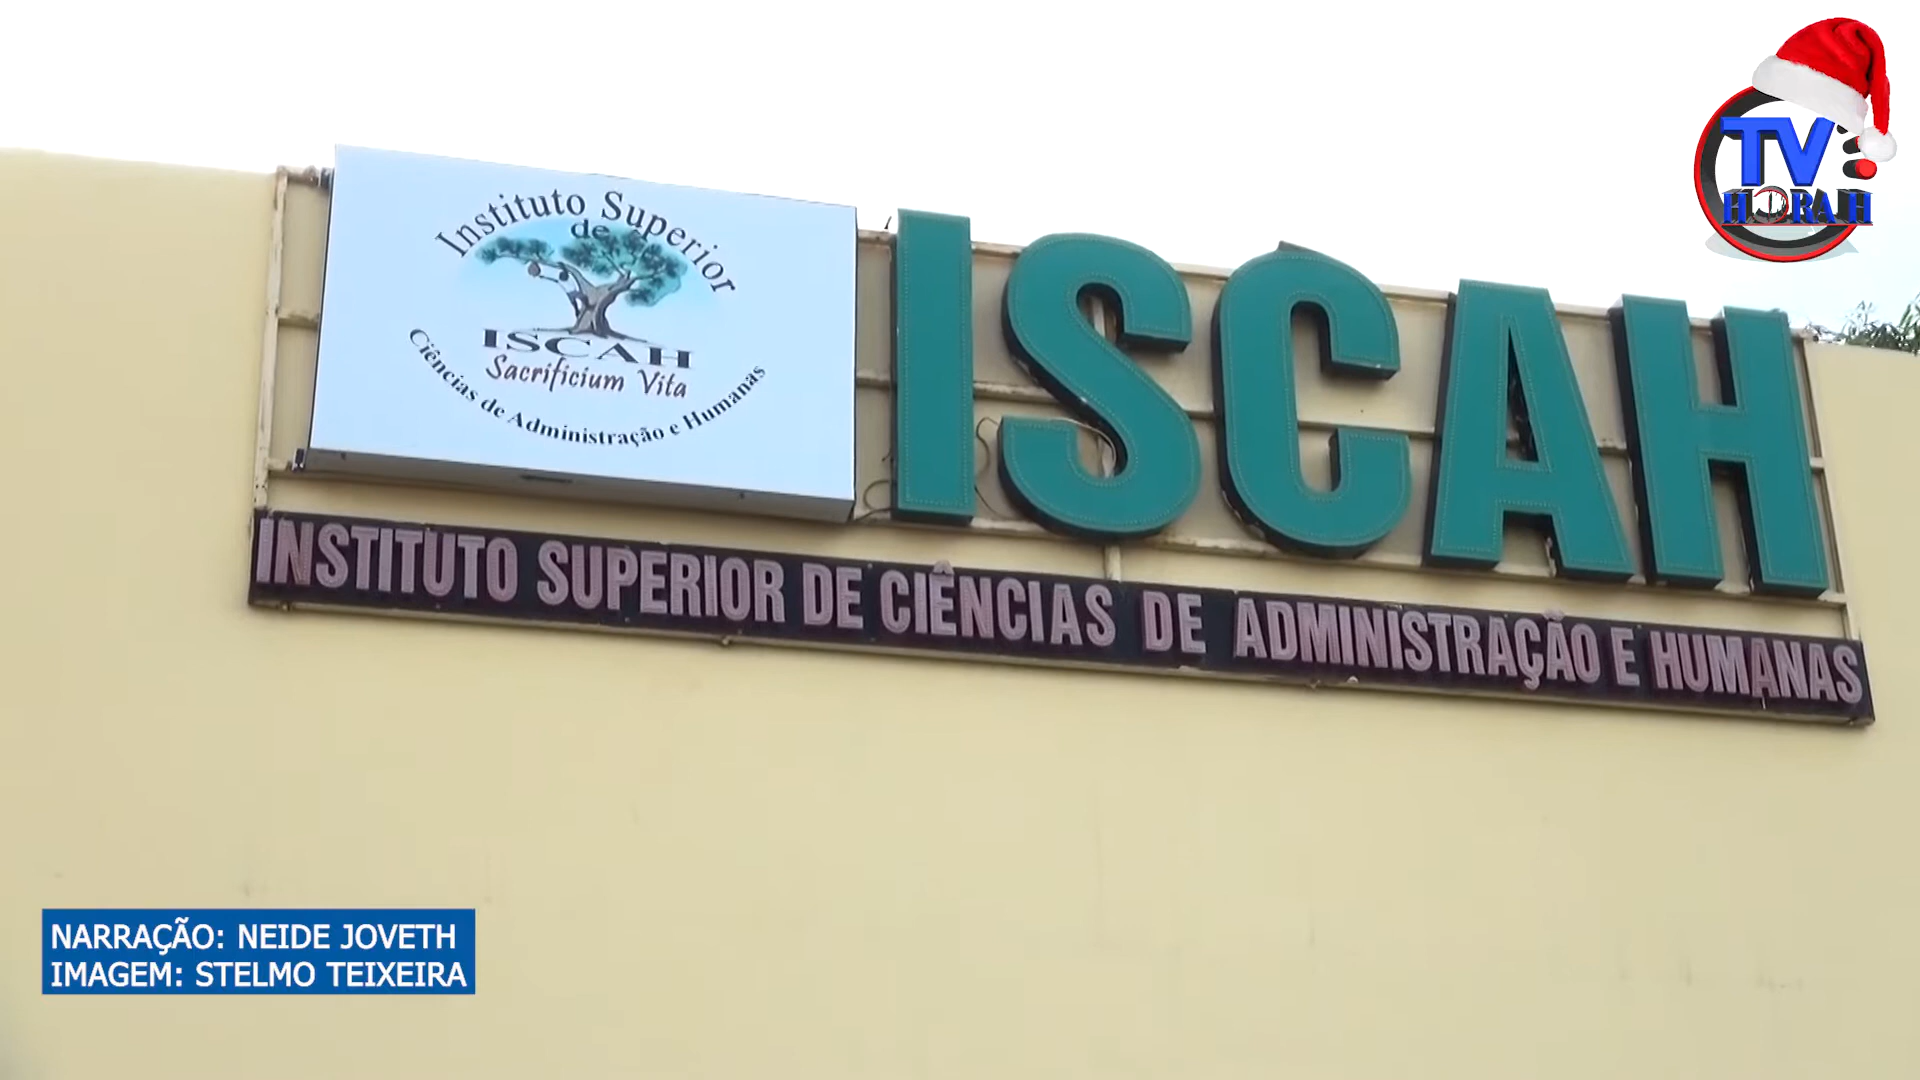 TV
HORA H
Instituto Superior
de
ISCAH
Sacrificium Vita
Ciências de Administração e Humanas
ISCAH
INSTITUTO SUPERIOR DE CIÊNCIAS DE ADMINISTRAÇÃO E HUMANAS
NARRAÇÃO: NEIDE JOVETH
IMAGEM: STELMO TEIXEIRA